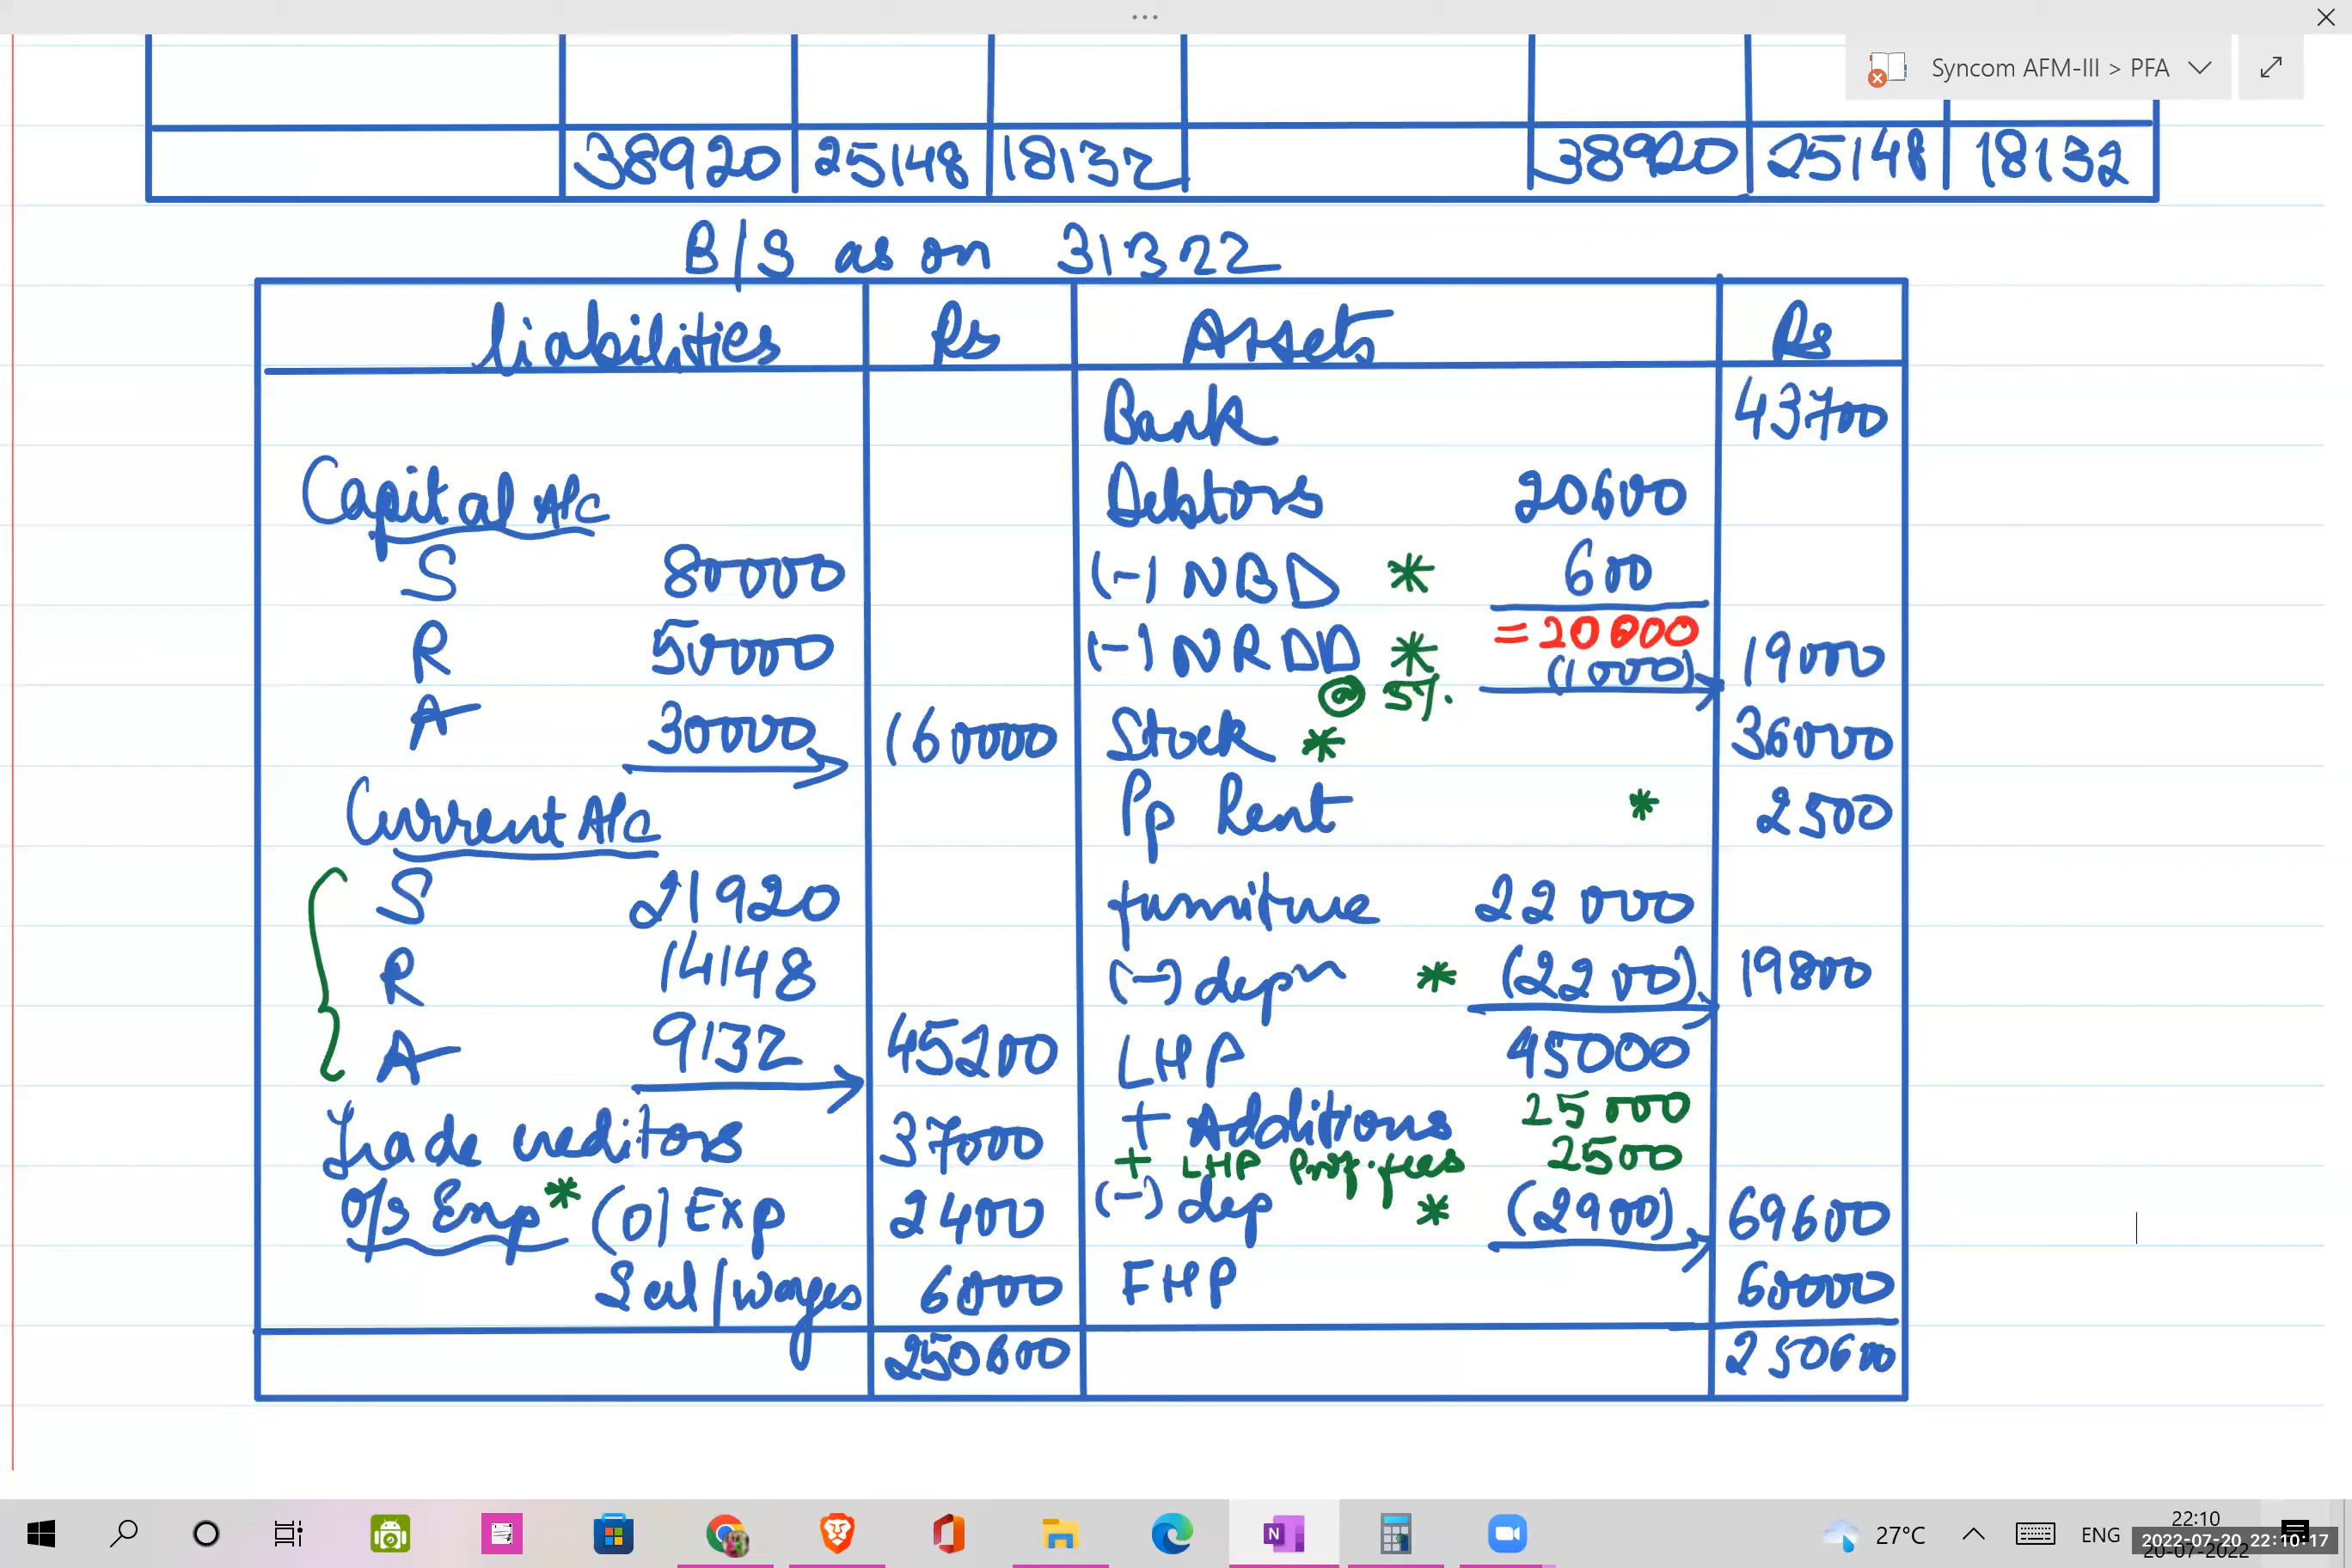 Syncom AFM-III > PFA
38920 25148 18132 38920 25148 18132
B/S as on 31322
Liabilities Rs Assets Rs
Bank 43700
Capital A/c Debtors 20600
S 80000 (-) NBD * 600
= 20000
R 50000 (-) NRDD * (1000) 19000
@ 5%.
A 30000 160000 Stock * 36000
Current A/c Pp Rent * 2500
S 21920 furniture 22000
R 14148 (-) depn * (2200) 19800
A 9132 45200 LHP 45000
Trade creditors 37000 + Additions 25000
+ LHP Prof. fees 2500
O/s Exp * (O) Exp 2400 (-) dep * (2900) 69600
Sal/Wages 6000 FHP 60000
250600 250600
27°C ENG 22:10
2022-07-20 22:10:17
20-07-2022